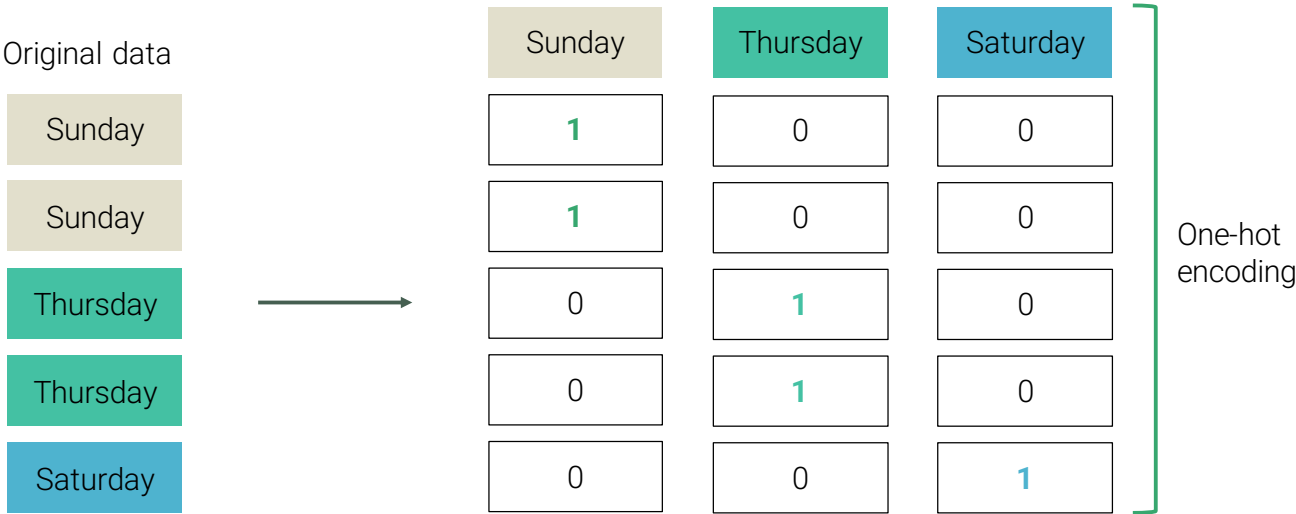 Original data
Sunday
Sunday
Thursday
Thursday
Saturday
Sunday Thursday Saturday
1 0 0
1 0 0
0 1 0
0 1 0
0 0 1
One-hot
encoding